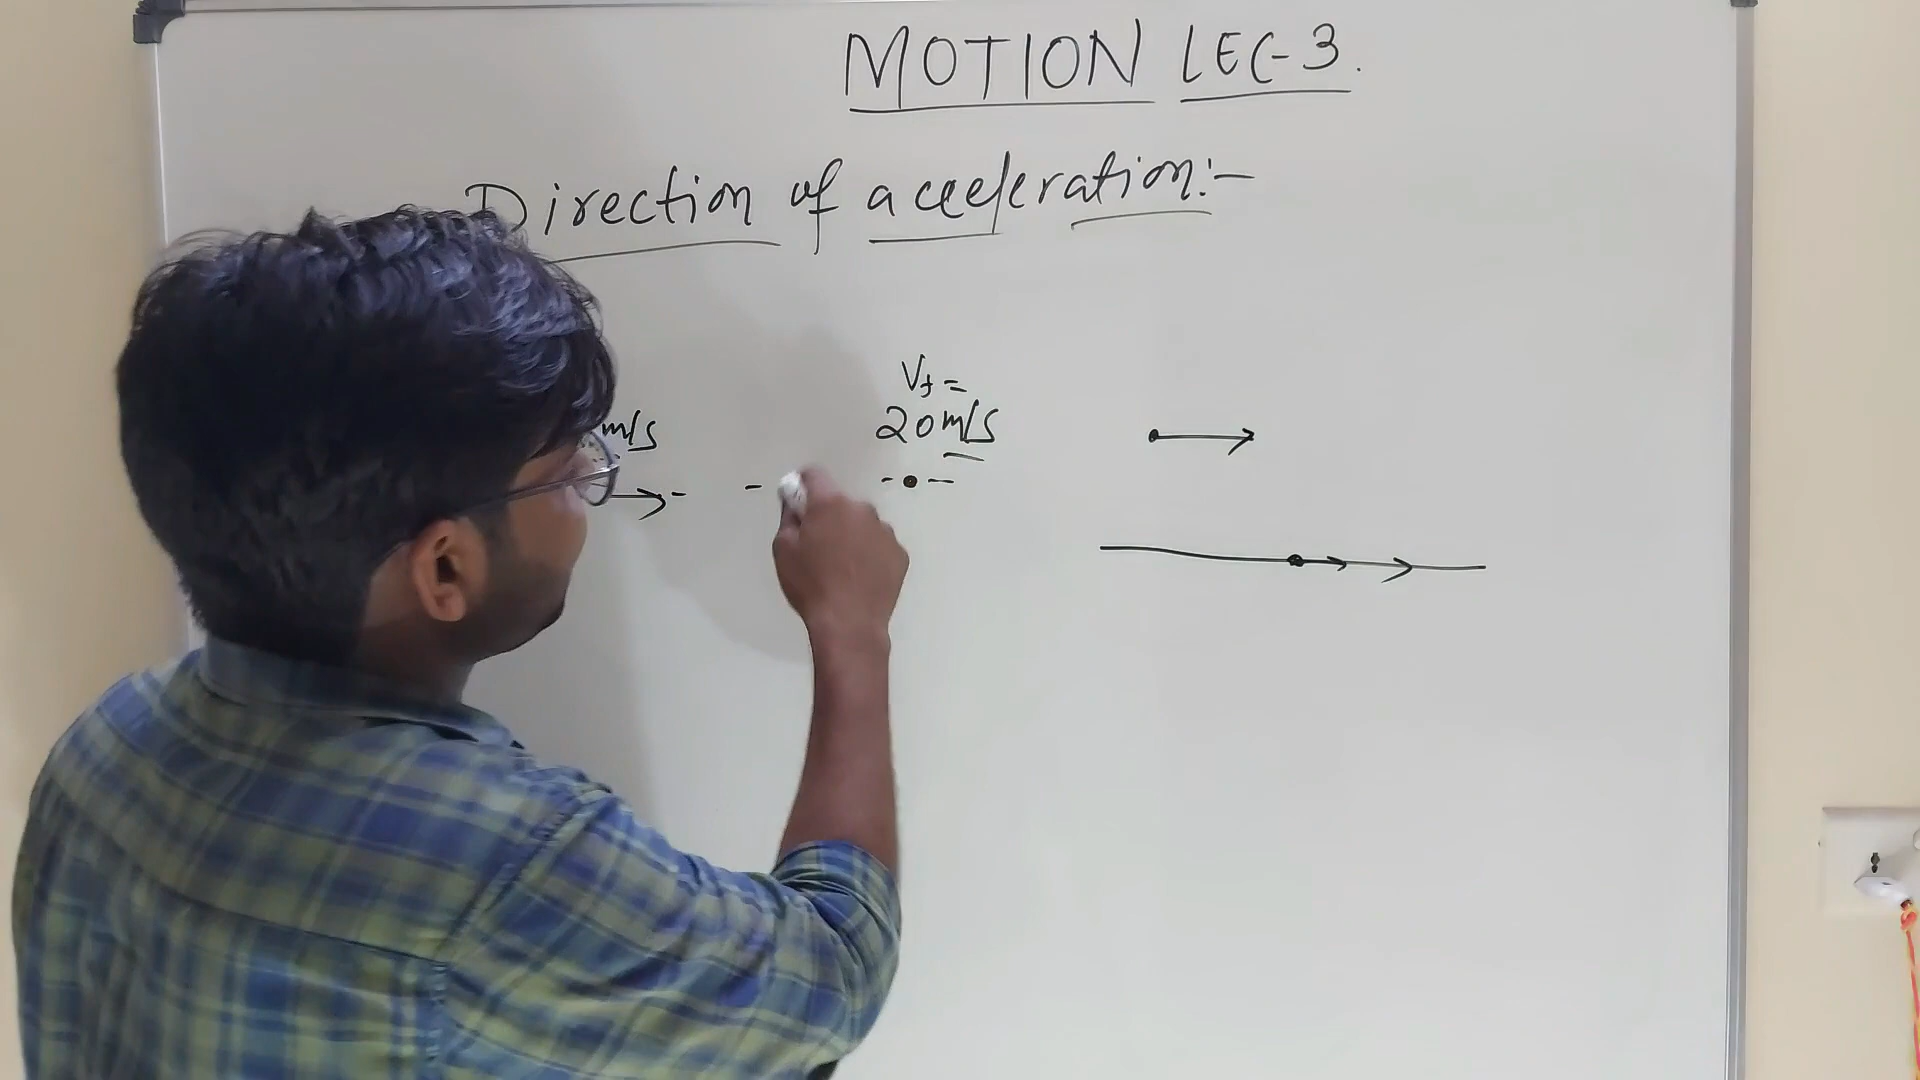 MOTION LEC-3.
Direction of acceleration:-
Vf =
m/s 20m/s